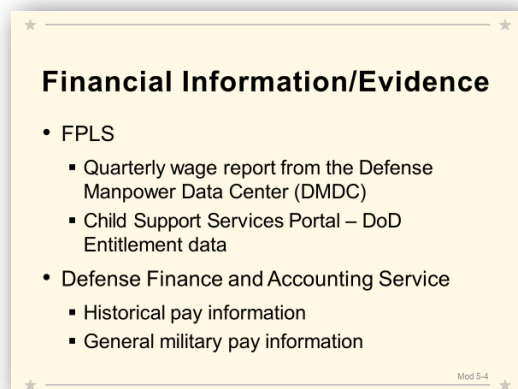 Financial Information/Evidence
• FPLS
▪ Quarterly wage report from the Defense
Manpower Data Center (DMDC)
▪ Child Support Services Portal – DoD
Entitlement data
• Defense Finance and Accounting Service
▪ Historical pay information
▪ General military pay information
Mod 5-4